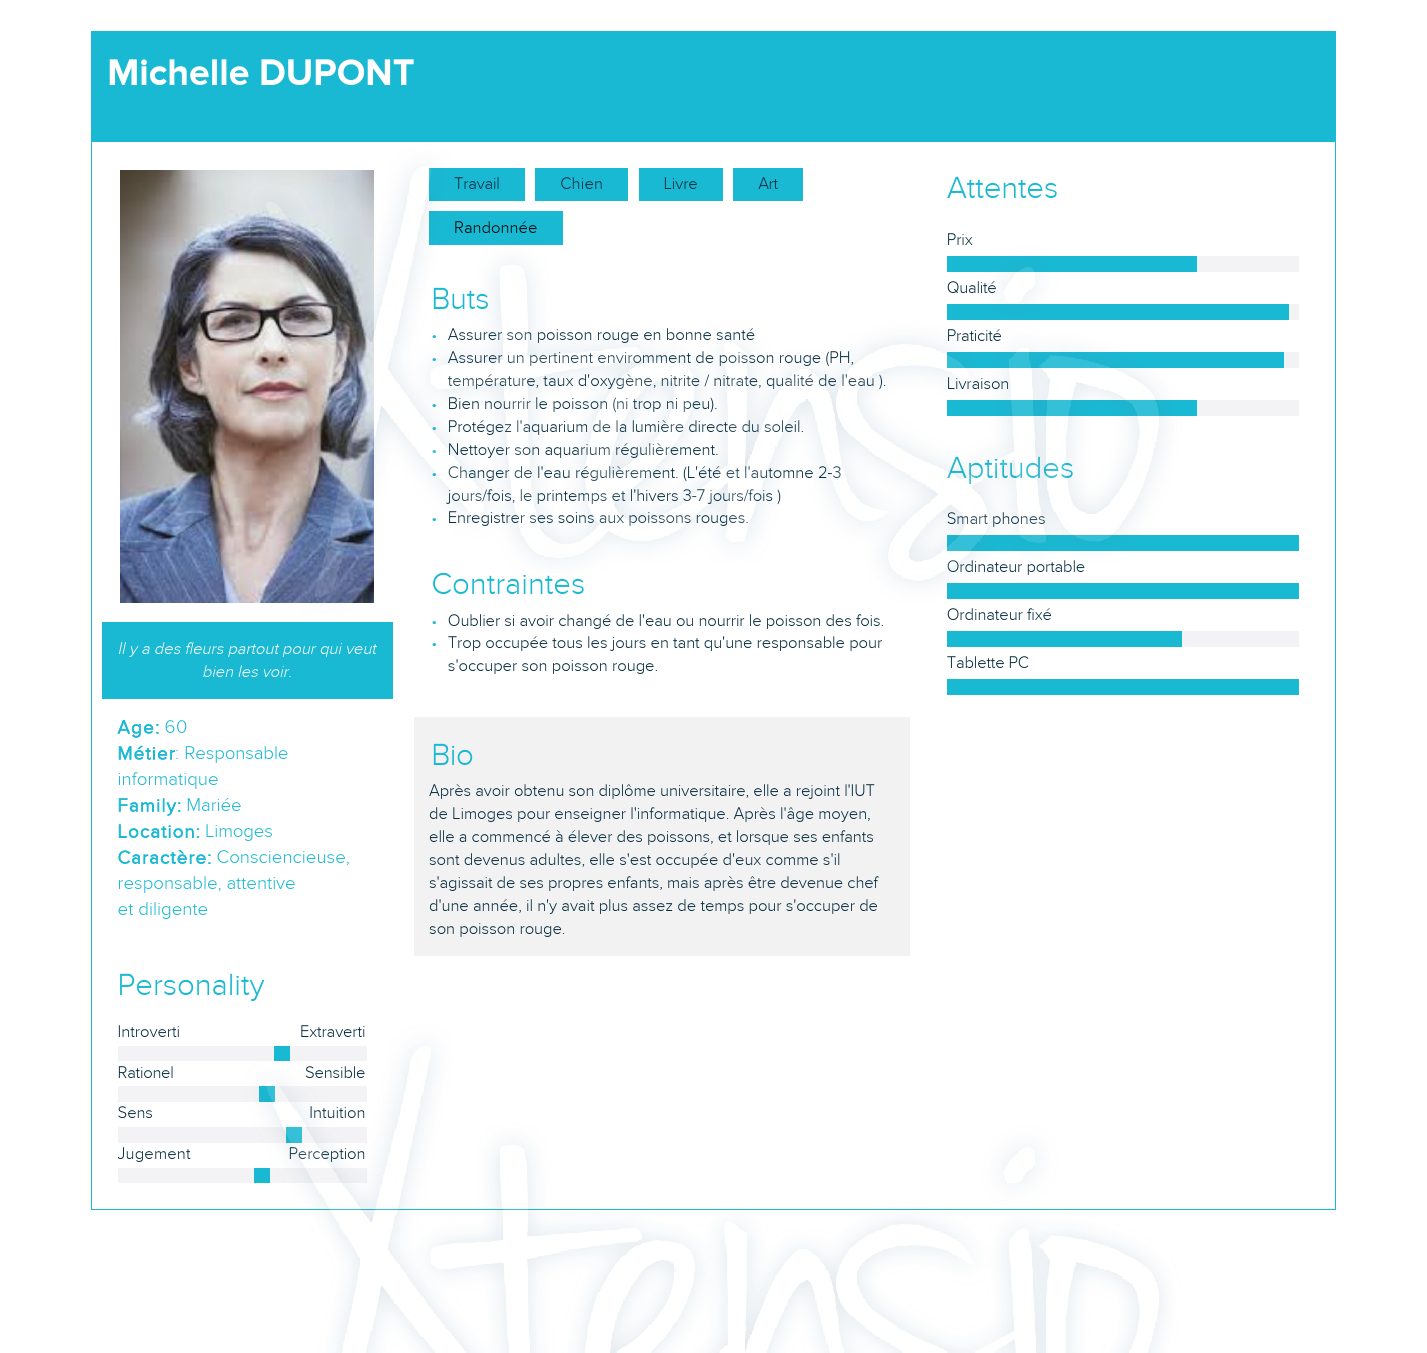 Michelle DUPONT
Travail
Chien
Livre
Art
Randonnée
Buts
Assurer son poisson rouge en bonne santé
Assurer un pertinent enviromment de poisson rouge (PH,
température, taux d'oxygène, nitrite / nitrate, qualité de l'eau ).
Bien nourrir le poisson (ni trop ni peu).
Protégez l'aquarium de la lumière directe du soleil.
Nettoyer son aquarium régulièrement.
Changer de l'eau régulièrement. (L'été et l'automne 2-3
jours/fois, le printemps et l'hivers 3-7 jours/fois )
Enregistrer ses soins aux poissons rouges.
Contraintes
Oublier si avoir changé de l'eau ou nourrir le poisson des fois.
Trop occupée tous les jours en tant qu'une responsable pour
s'occuper son poisson rouge.
Bio
Après avoir obtenu son diplôme universitaire, elle a rejoint l'IUT
de Limoges pour enseigner l'informatique. Après l'âge moyen,
elle a commencé à élever des poissons, et lorsque ses enfants
sont devenus adultes, elle s'est occupée d'eux comme s'il
s'agissait de ses propres enfants, mais après être devenue chef
d'une année, il n'y avait plus assez de temps pour s'occuper de
son poisson rouge.
Attentes
Prix
Qualité
Praticité
Livraison
Aptitudes
Smart phones
Ordinateur portable
Ordinateur fixé
Tablette PC
Il y a des fleurs partout pour qui veut
bien les voir.
Age: 60
Métier: Responsable
informatique
Family: Mariée
Location: Limoges
Caractère: Consciencieuse,
responsable, attentive
et diligente
Personality
Introverti Extraverti
Rationel Sensible
Sens Intuition
Jugement Perception
Xtensio
Xtensio